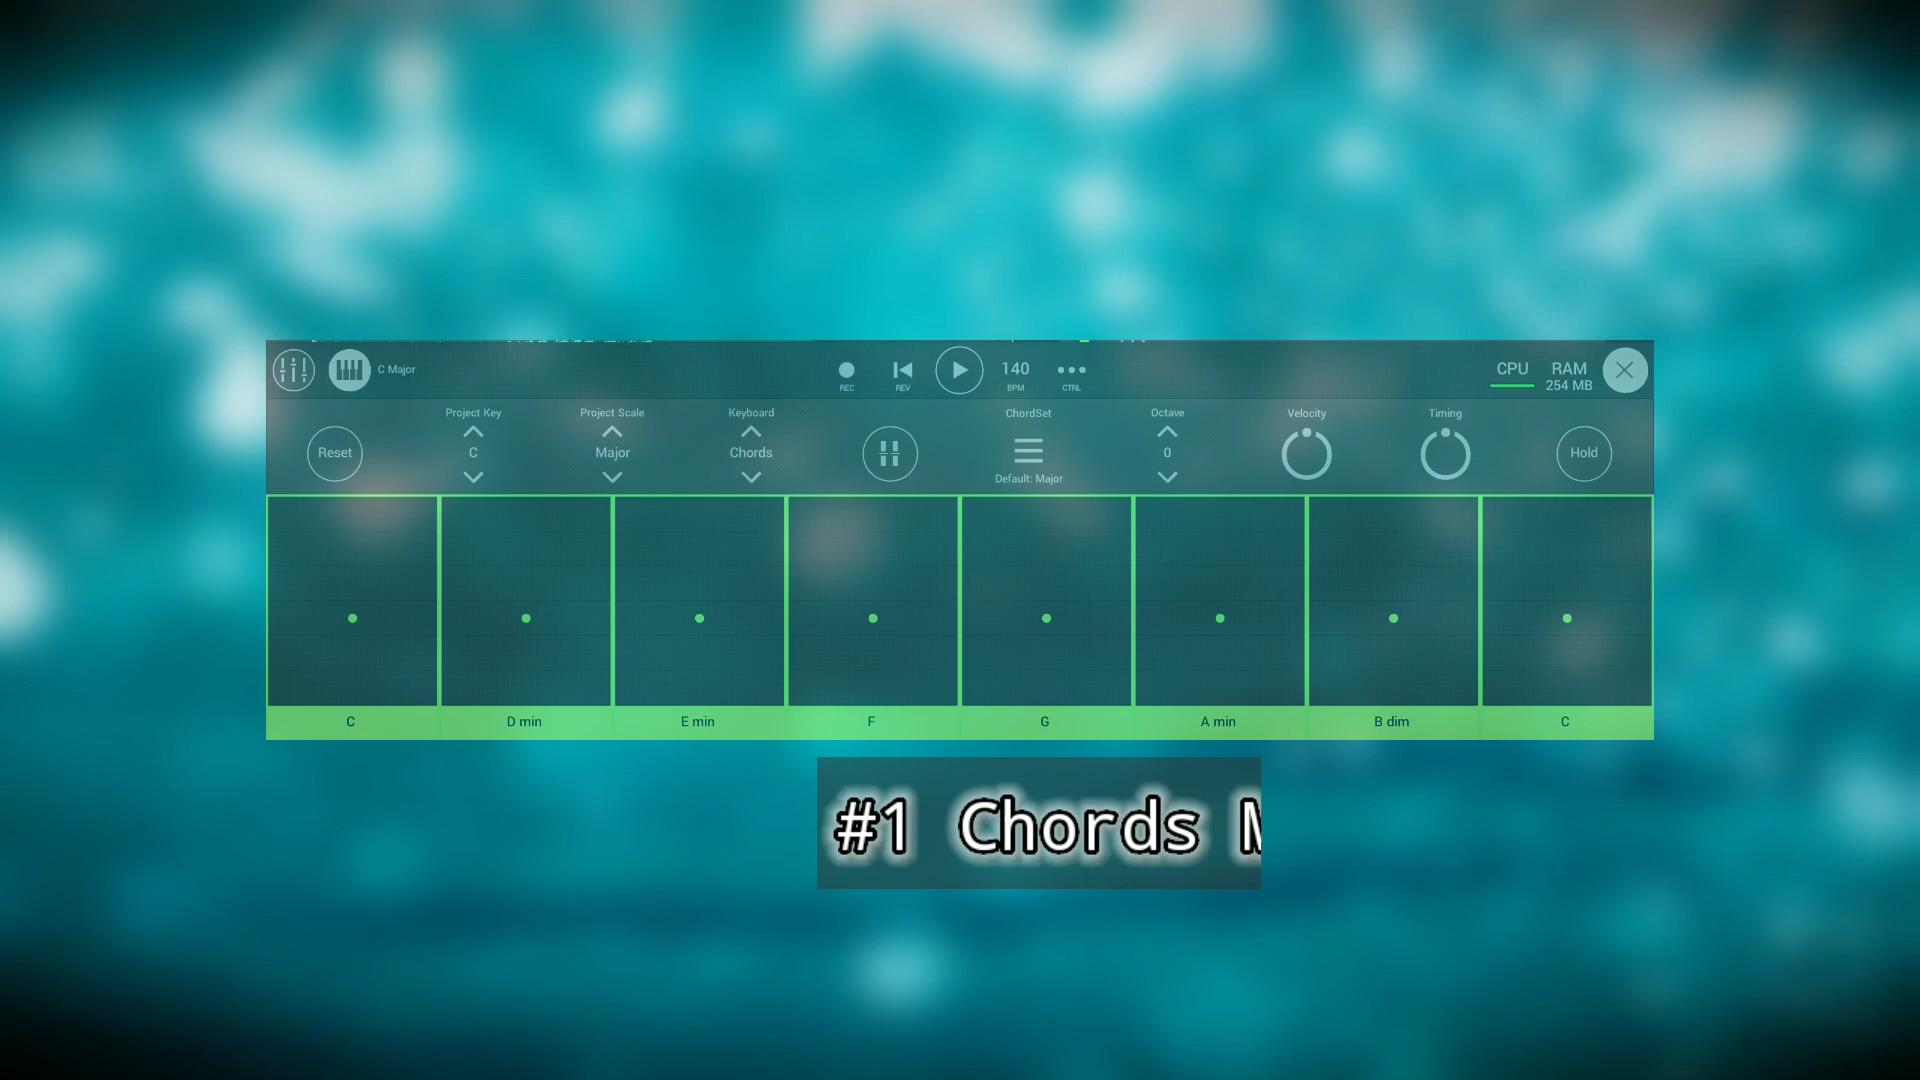 C Major
REC
REV
140
BPM
CTRL
CPU
RAM
254 MB
Project Key
Project Scale
Keyboard
ChordSet
Octave
Velocity
Timing
Reset
C
Major
Chords
0
Hold
Default: Major
C
D min
E min
F
G
A min
B dim
C
#1 Chords